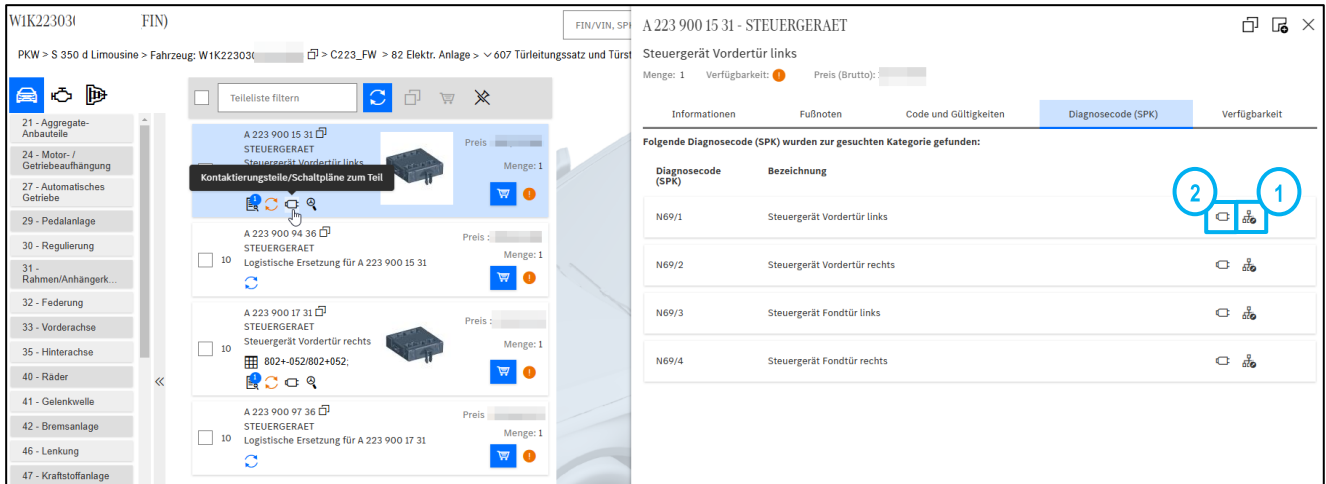 W1K22303( FIN)
FIN/VIN, SP
PKW > S 350 d Limousine > Fahrzeug: W1K22303( > C223_FW > 82 Elektr. Anlage > 607 Türleitungssatz und Türst
Teileliste filtern
21 - Aggregate-
Anbauteile
24 - Motor- /
Getriebeaufhängung
27 - Automatisches
Getriebe
29 - Pedalanlage
30 - Regulierung
31 -
Rahmen/Anhängerk...
32 - Federung
33 - Vorderachse
35 - Hinterachse
40 - Räder
41 - Gelenkwelle
42 - Bremsanlage
46 - Lenkung
47 - Kraftstoffanlage
A 223 900 15 31
STEUERGERAET
Steuergerät Vordertür links
Preis
Menge: 1
Kontaktierungsteile/Schaltpläne zum Teil
1
A 223 900 94 36
STEUERGERAET
10 Logistische Ersetzung für A 223 900 15 31
Preis :
Menge: 1
A 223 900 17 31
STEUERGERAET
10 Steuergerät Vordertür rechts
802+-052/802+052;
Preis :
Menge: 1
1
A 223 900 97 36
STEUERGERAET
10 Logistische Ersetzung für A 223 900 17 31
Preis
Menge: 1
A 223 900 15 31 - STEUERGERAET
Steuergerät Vordertür links
Menge: 1 Verfügbarkeit: Preis (Brutto):
Informationen Fußnoten Code und Gültigkeiten Diagnosecode (SPK) Verfügbarkeit
Folgende Diagnosecode (SPK) wurden zur gesuchten Kategorie gefunden:
Diagnosecode
(SPK)
Bezeichnung
2 1
N69/1 Steuergerät Vordertür links
N69/2 Steuergerät Vordertür rechts
N69/3 Steuergerät Fondtür links
N69/4 Steuergerät Fondtür rechts